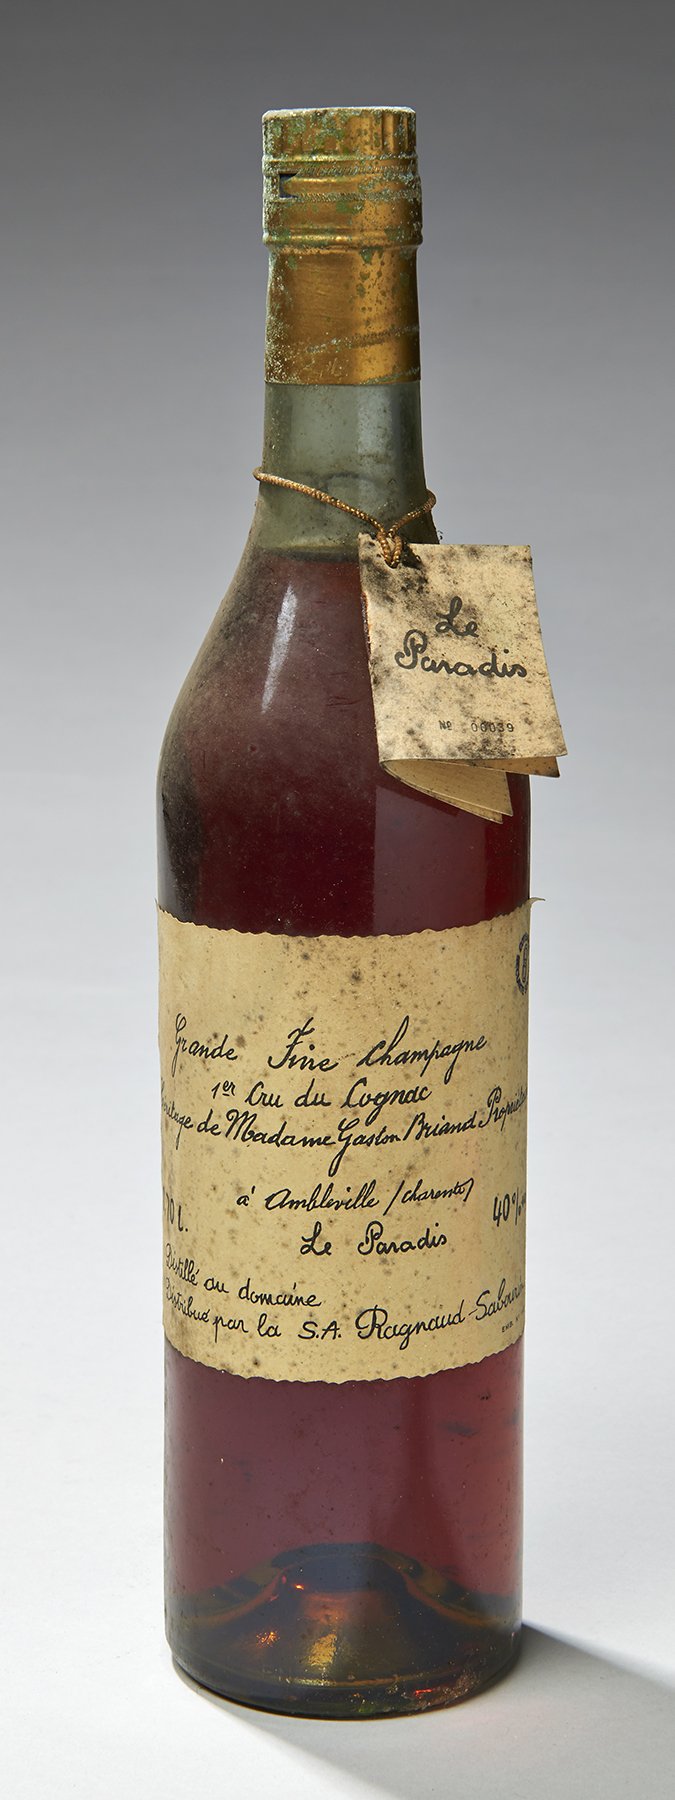 Le
Paradis
Nº 00039
Grande Fine Champagne
1er Cru du Cognac
de Madame Gaston Briand
à Ambleville (Charente)
70 l. 40%
Le Paradis
Distillé au domaine
Distribué par la S.A. Ragnaud-